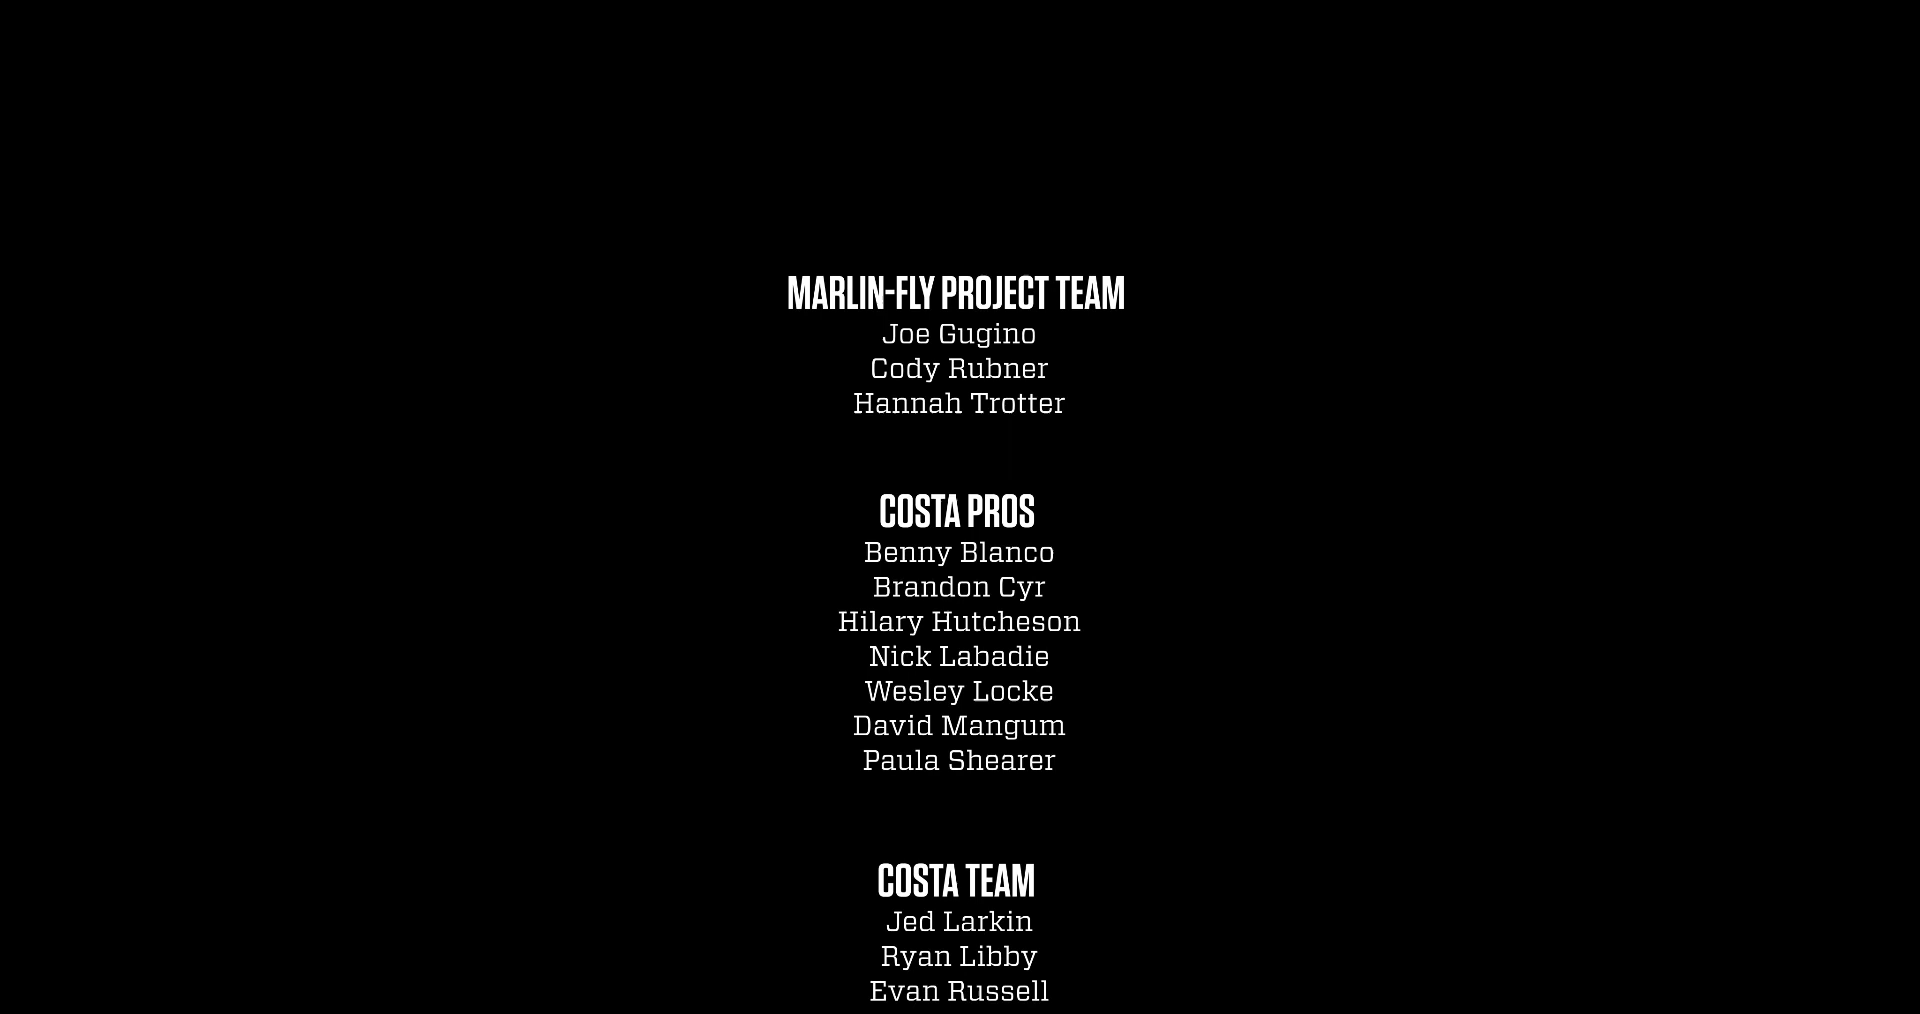 MARLIN-FLY PROJECT TEAM
Joe Gugino
Cody Rubner
Hannah Trotter
COSTA PROS
Benny Blanco
Brandon Cyr
Hilary Hutcheson
Nick Labadie
Wesley Locke
David Mangum
Paula Shearer
COSTA TEAM
Jed Larkin
Ryan Libby
Evan Russell